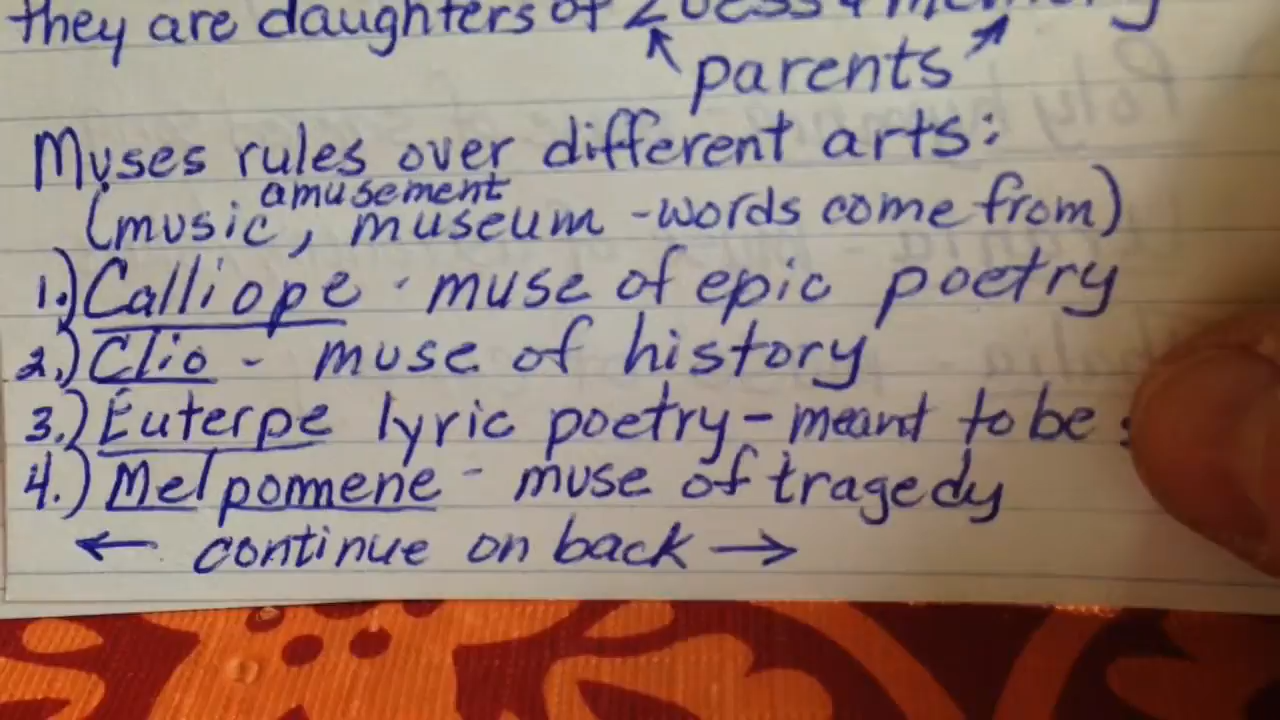 they are daughters of
parents
Muses rules over different arts:
amusement
(music, museum - words come from)
1.) Calliope - muse of epic poetry
2.) Clio - muse of history
3.) Euterpe lyric poetry - meant to be
4.) Melpomene - muse of tragedy
← continue on back →